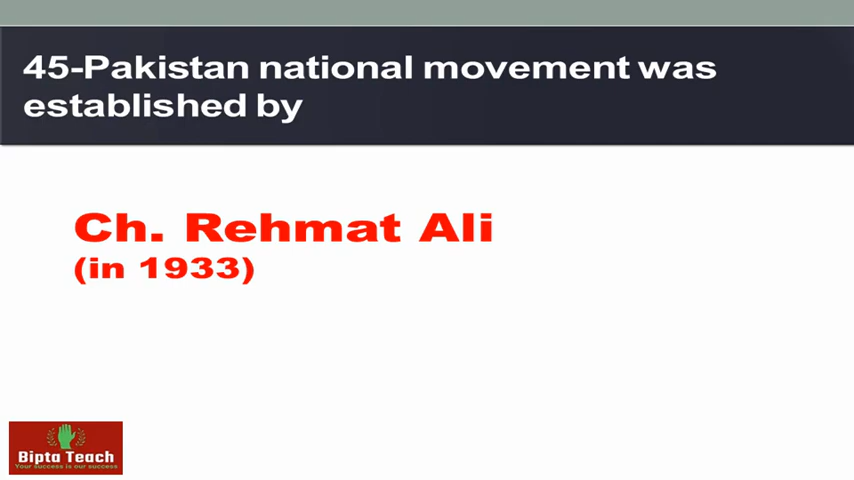 45-Pakistan national movement was
established by
Ch. Rehmat Ali
(in 1933)
Bipta Teach
Your success is our success